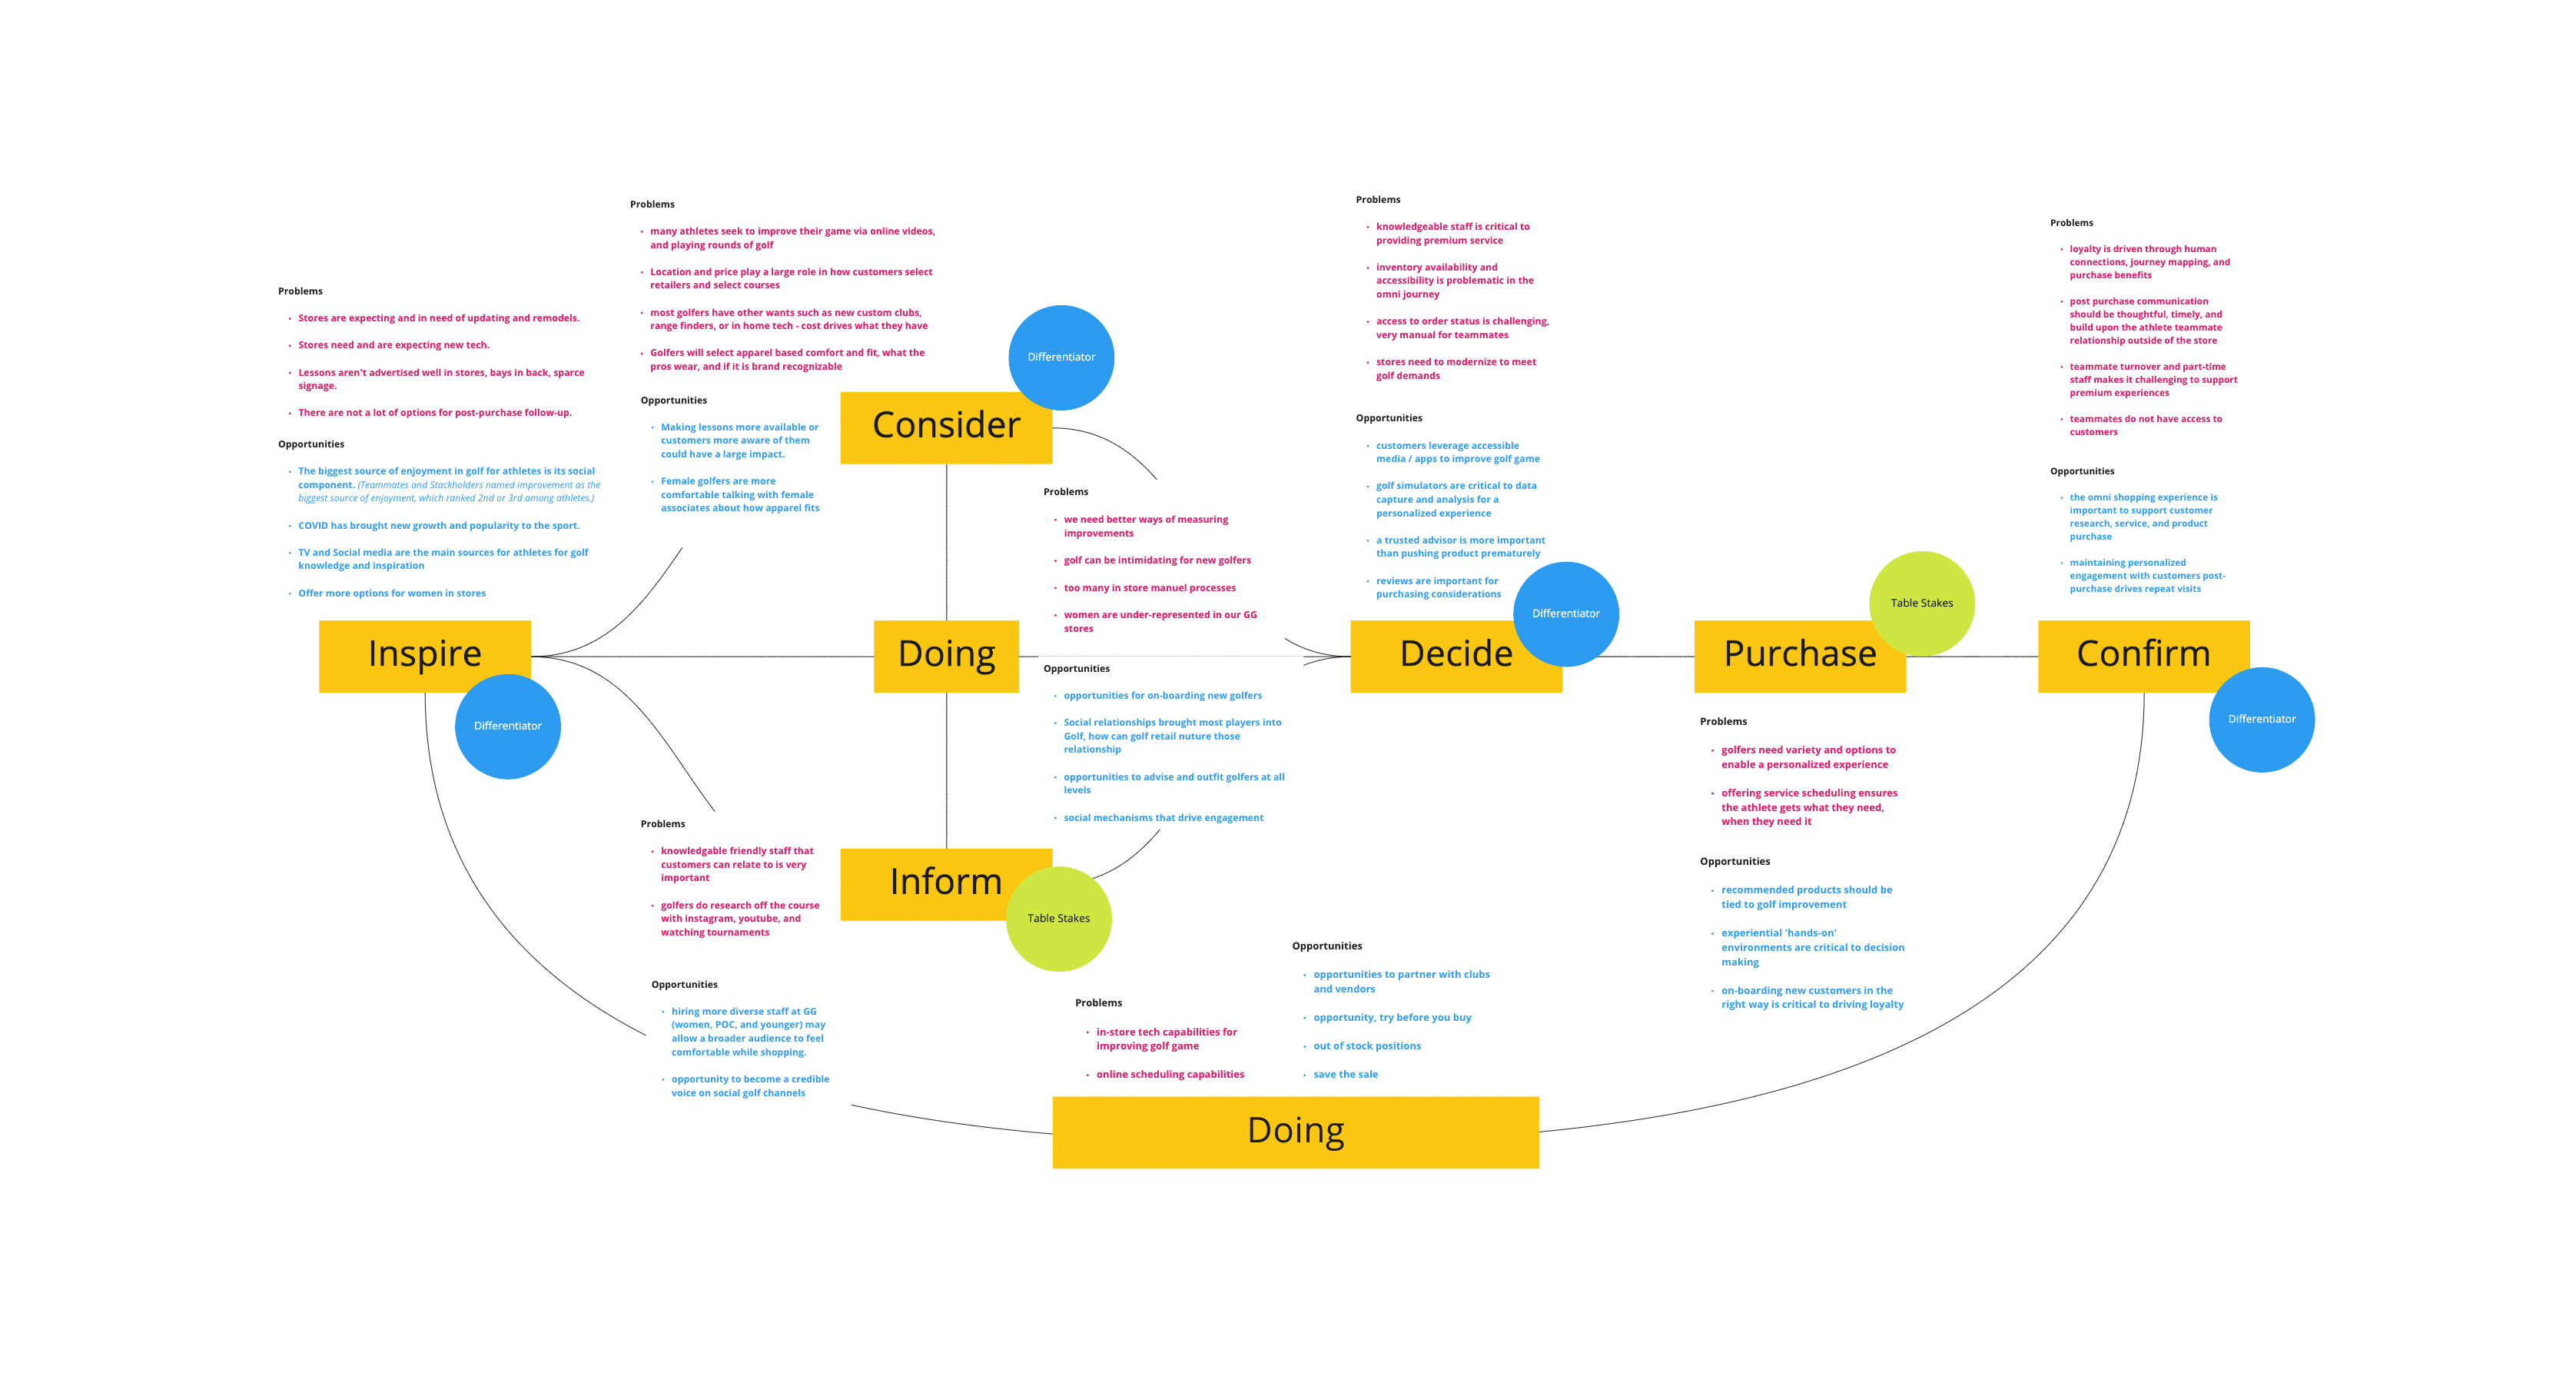 Problems
• Stores are expecting and in need of updating and remodels.
• Stores need and are expecting new tech.
• Lessons aren't advertised well in stores, bays in back, sparce
signage.
• There are not a lot of options for post-purchase follow-up.
Opportunities
• The biggest source of enjoyment in golf for athletes is its social
component. (Teammates and Stackholders named improvement as the
biggest source of enjoyment, which ranked 2nd or 3rd among athletes.)
• COVID has brought new growth and popularity to the sport.
• TV and Social media are the main sources for athletes for golf
knowledge and inspiration
• Offer more options for women in stores
Inspire
Differentiator
Problems
• many athletes seek to improve their game via online videos,
and playing rounds of golf
• Location and price play a large role in how customers select
retailers and select courses
• most golfers have other wants such as new custom clubs,
range finders, or in home tech - cost drives what they have
• Golfers will select apparel based comfort and fit, what the
pros wear, and if it is brand recognizable
Opportunities
• Making lessons more available or
customers more aware of them
could have a large impact.
• Female golfers are more
comfortable talking with female
associates about how apparel fits
Consider
Differentiator
Problems
• we need better ways of measuring
improvements
• golf can be intimidating for new golfers
• too many in store manuel processes
• women are under-represented in our GG
stores
Doing
Opportunities
• opportunities for on-boarding new golfers
• Social relationships brought most players into
Golf, how can golf retail nuture those
relationship
• opportunities to advise and outfit golfers at all
levels
• social mechanisms that drive engagement
Problems
• knowledgable friendly staff that
customers can relate to is very
important
• golfers do research off the course
with instagram, youtube, and
watching tournaments
Opportunities
• hiring more diverse staff at GG
(women, POC, and younger) may
allow a broader audience to feel
comfortable while shopping.
• opportunity to become a credible
voice on social golf channels
Inform
Table Stakes
Problems
• knowledgeable staff is critical to
providing premium service
• inventory availability and
accessibility is problematic in the
omni journey
• access to order status is challenging,
very manual for teammates
• stores need to modernize to meet
golf demands
Opportunities
• customers leverage accessible
media / apps to improve golf game
• golf simulators are critical to data
capture and analysis for a
personalized experience
• a trusted advisor is more important
than pushing product prematurely
• reviews are important for
purchasing considerations
Decide
Differentiator
Purchase
Table Stakes
Problems
• golfers need variety and options to
enable a personalized experience
• offering service scheduling ensures
the athlete gets what they need,
when they need it
Opportunities
• recommended products should be
tied to golf improvement
• experiential 'hands-on'
environments are critical to decision
making
• on-boarding new customers in the
right way is critical to driving loyalty
Problems
• loyalty is driven through human
connections, journey mapping, and
purchase benefits
• post purchase communication
should be thoughtful, timely, and
build upon the athlete teammate
relationship outside of the store
• teammate turnover and part-time
staff makes it challenging to support
premium experiences
• teammates do not have access to
customers
Opportunities
• the omni shopping experience is
important to support customer
research, service, and product
purchase
• maintaining personalized
engagement with customers post-
purchase drives repeat visits
Confirm
Differentiator
Problems
• in-store tech capabilities for
improving golf game
• online scheduling capabilities
Opportunities
• opportunities to partner with clubs
and vendors
• opportunity, try before you buy
• out of stock positions
• save the sale
Doing